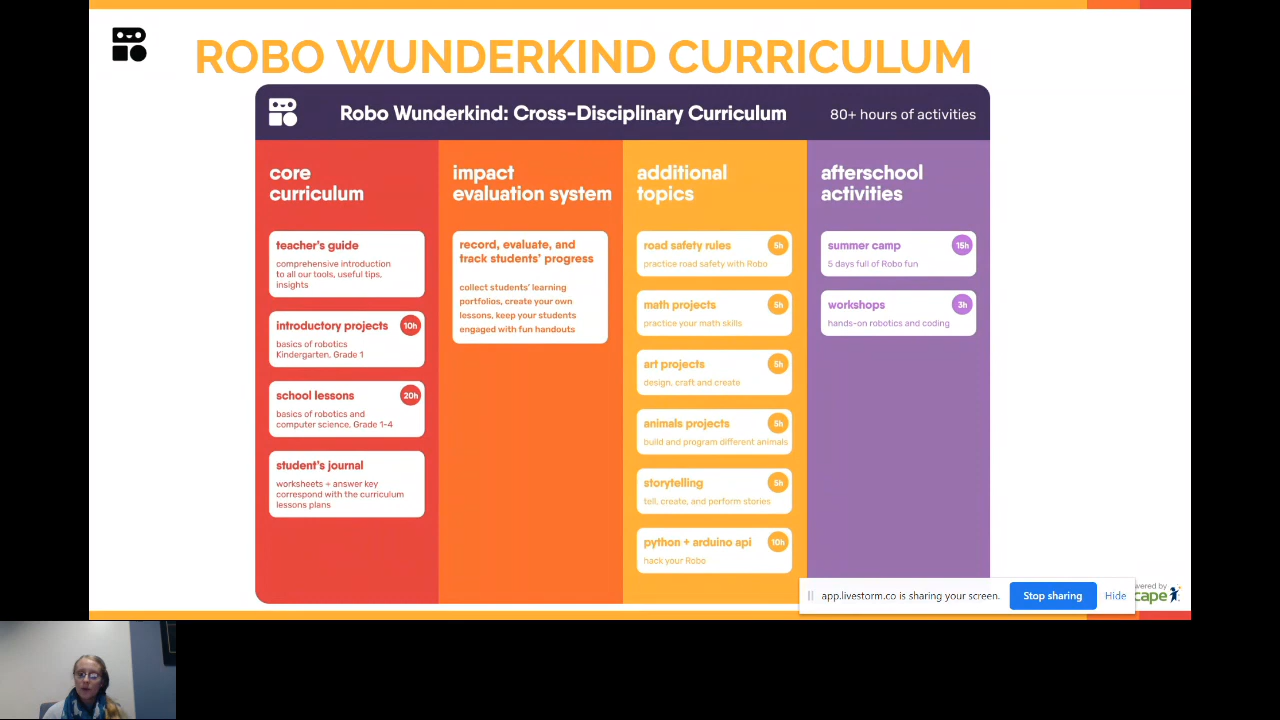 ROBO WUNDERKIND CURRICULUM
Robo Wunderkind: Cross-Disciplinary Curriculum
80+ hours of activities
core
curriculum
teacher's guide
comprehensive introduction
to all our tools, useful tips,
insights
introductory projects
10h
basics of robotics
Kindergarten, Grade 1
school lessons
20h
basics of robotics and
computer science, Grade 1-4
student's journal
worksheets + answer key
correspond with the curriculum
lessons plans
impact
evaluation system
record, evaluate, and
track students' progress
collect students' learning
portfolios, create your own
lessons, keep your students
engaged with fun handouts
additional
topics
road safety rules
5h
practice road safety with Robo
math projects
5h
practice your math skills
art projects
5h
design, craft and create
animals projects
5h
build and program different animals
storytelling
5h
tell, create, and perform stories
python + arduino api
10h
hack your Robo
afterschool
activities
summer camp
15h
5 days full of Robo fun
workshops
3h
hands-on robotics and coding
app.livestorm.co is sharing your screen.
Stop sharing
Hide
wered by
cape